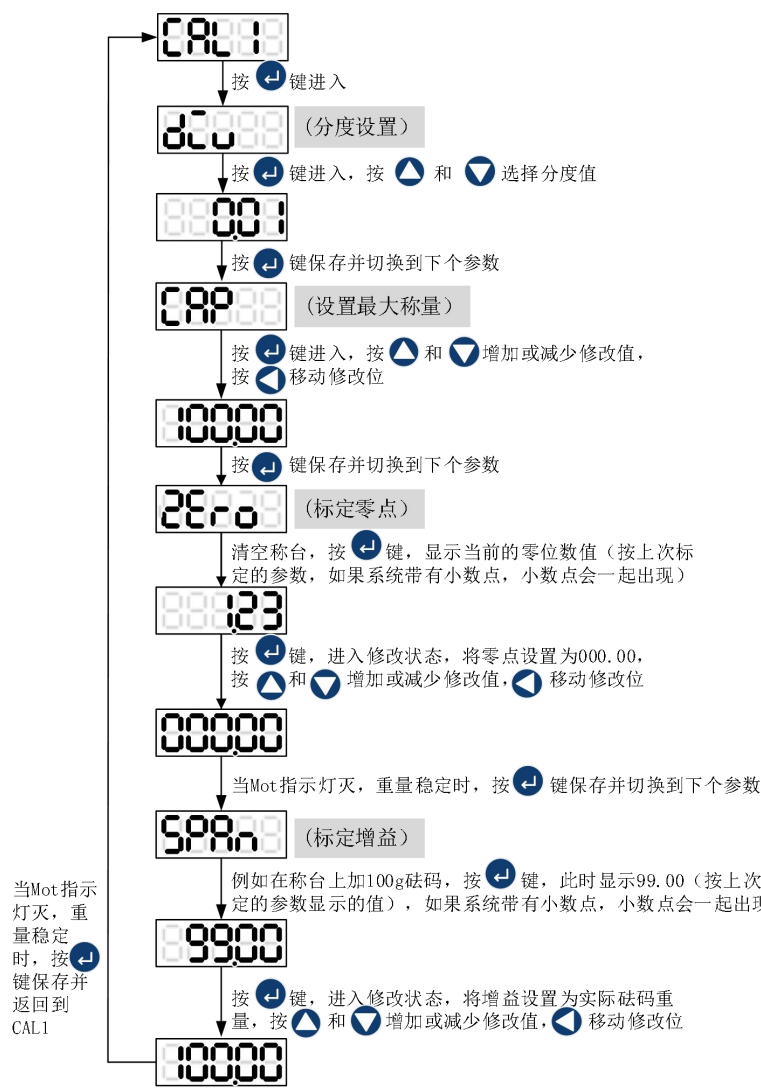 CAL1
按 键进入
div
(分度设置)
按 键进入，按 和 选择分度值
0.01
按 键保存并切换到下个参数
CAP
(设置最大称量)
按 键进入，按 和 增加或减少修改值，
按 移动修改位
100.00
按 键保存并切换到下个参数
ZEro
(标定零点)
清空称台，按 键，显示当前的零位数值（按上次标
定的参数，如果系统带有小数点，小数点会一起出现）
1.23
按 键，进入修改状态，将零点设置为000.00，
按 和 增加或减少修改值， 移动修改位
000.00
当Mot指示灯灭，重量稳定时，按 键保存并切换到下个参数
SPAn
(标定增益)
例如在称台上加100g砝码，按 键，此时显示99.00（按上次
定的参数显示的值），如果系统带有小数点，小数点会一起出
99.00
按 键，进入修改状态，将增益设置为实际砝码重
量，按 和 增加或减少修改值， 移动修改位
100.00
当Mot指示
灯灭，重
量稳定
时，按
键保存并
返回到
CAL1